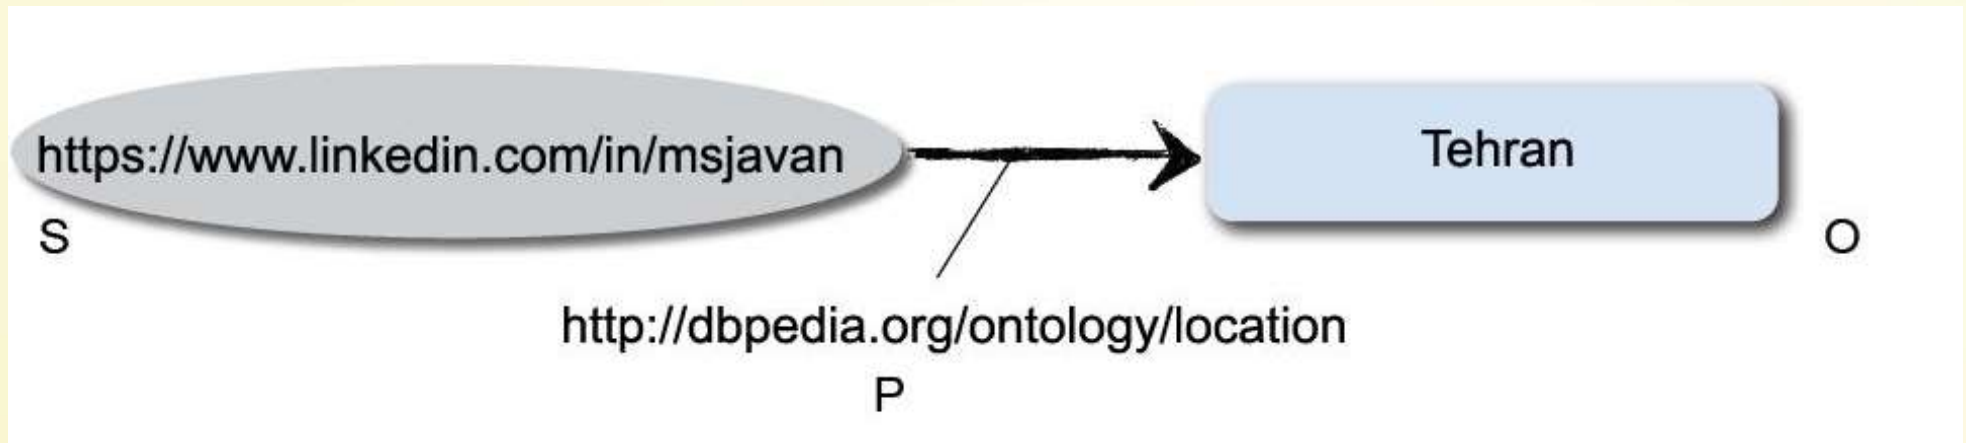 https://www.linkedin.com/in/msjavan
Tehran
S
O
http://dbpedia.org/ontology/location
P